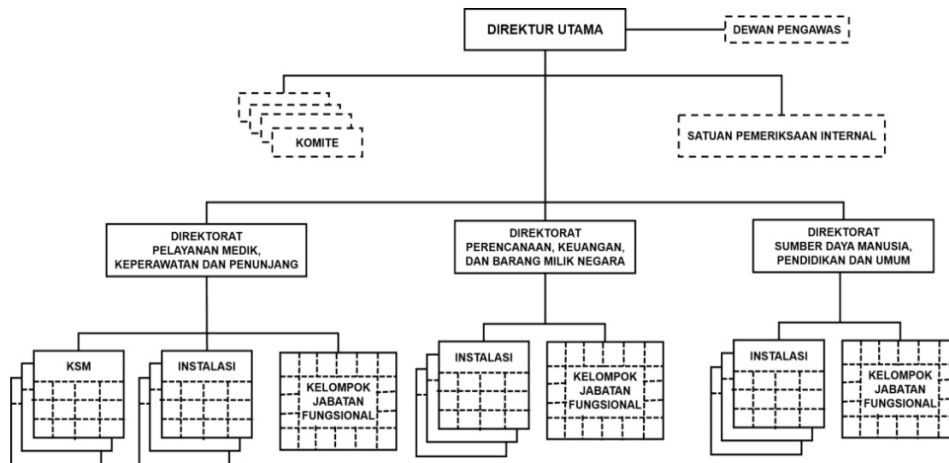 DIREKTUR UTAMA
DEWAN PENGAWAS
KOMITE
SATUAN PEMERIKSAAN INTERNAL
DIREKTORAT
PELAYANAN MEDIK,
KEPERAWATAN DAN PENUNJANG
DIREKTORAT
PERENCANAAN, KEUANGAN,
DAN BARANG MILIK NEGARA
DIREKTORAT
SUMBER DAYA MANUSIA,
PENDIDIKAN DAN UMUM
KSM
INSTALASI
KELOMPOK
JABATAN
FUNGSIONAL
INSTALASI
KELOMPOK
JABATAN
FUNGSIONAL
INSTALASI
KELOMPOK
JABATAN
FUNGSIONAL